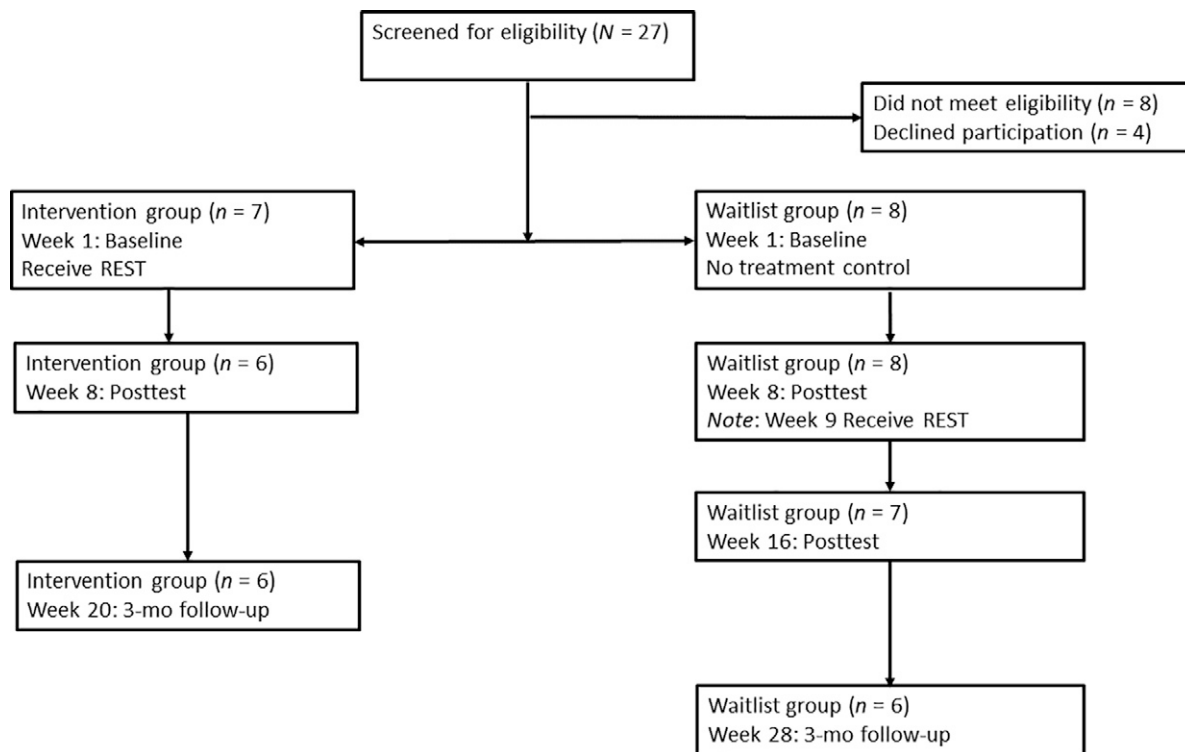 Screened for eligibility (N = 27)
Did not meet eligibility (n = 8)
Declined participation (n = 4)
Intervention group (n = 7)
Week 1: Baseline
Receive REST
Waitlist group (n = 8)
Week 1: Baseline
No treatment control
Intervention group (n = 6)
Week 8: Posttest
Waitlist group (n = 8)
Week 8: Posttest
Note: Week 9 Receive REST
Waitlist group (n = 7)
Week 16: Posttest
Intervention group (n = 6)
Week 20: 3-mo follow-up
Waitlist group (n = 6)
Week 28: 3-mo follow-up